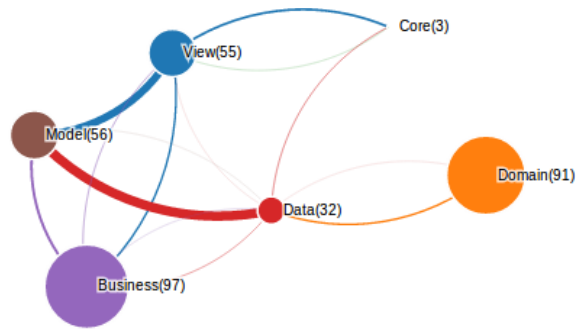 Core(3)
View(55)
Model(56)
Domain(91)
Data(32)
Business(97)